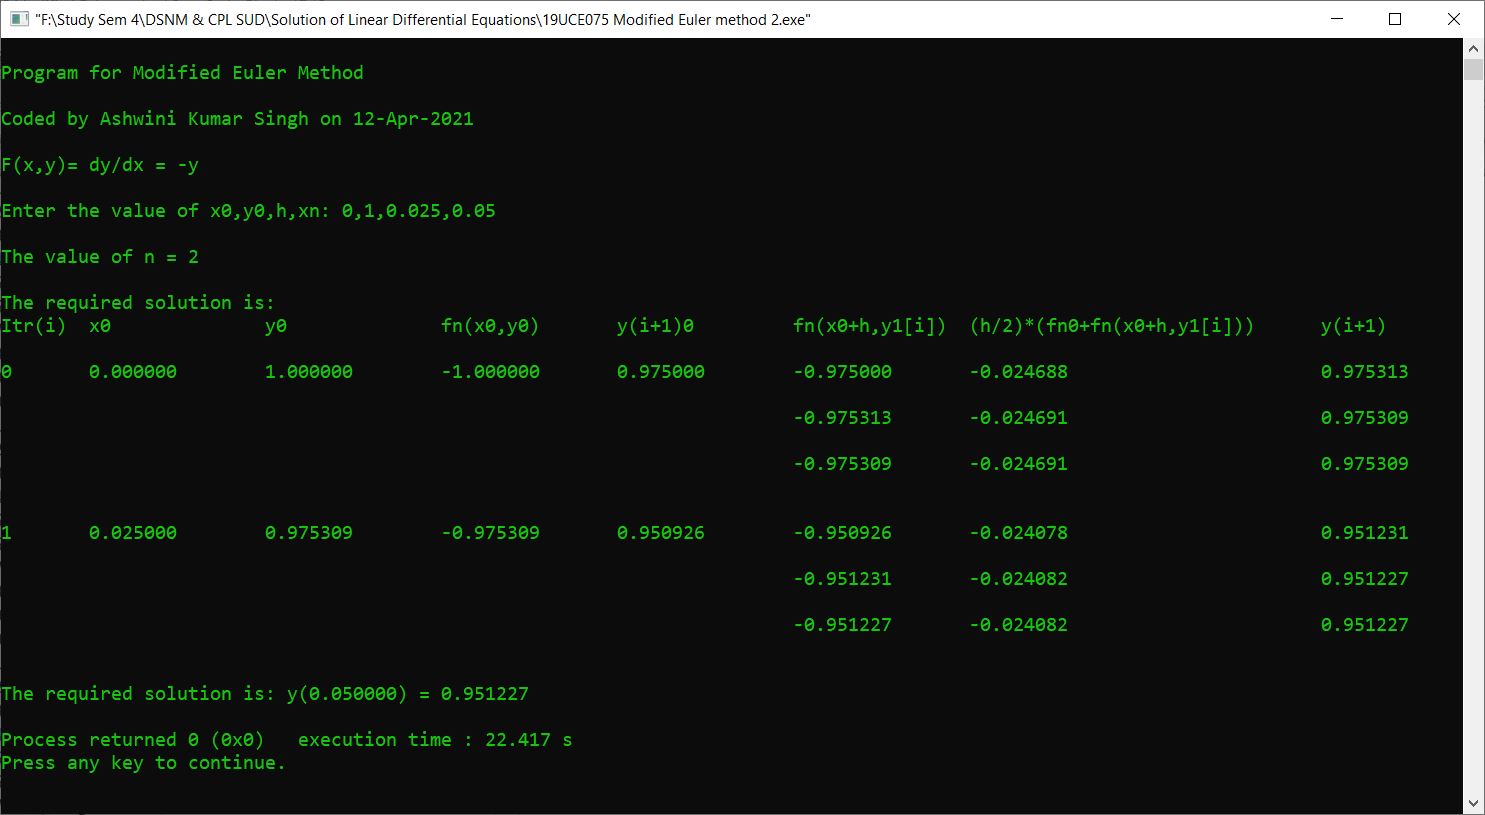 "F:\Study Sem 4\DSNM & CPL SUD\Solution of Linear Differential Equations\19UCE075 Modified Euler method 2.exe"
Program for Modified Euler Method
Coded by Ashwini Kumar Singh on 12-Apr-2021
F(x,y)= dy/dx = -y
Enter the value of x0,y0,h,xn: 0,1,0.025,0.05
The value of n = 2
The required solution is:
Itr(i)  x0              y0              fn(x0,y0)       y(i+1)0         fn(x0+h,y1[i])  (h/2)*(fn0+fn(x0+h,y1[i]))      y(i+1)
0       0.000000        1.000000        -1.000000       0.975000        -0.975000       -0.024688                       0.975313
-0.975313       -0.024691                       0.975309
-0.975309       -0.024691                       0.975309
1       0.025000        0.975309        -0.975309       0.950926        -0.950926       -0.024078                       0.951231
-0.951231       -0.024082                       0.951227
-0.951227       -0.024082                       0.951227
The required solution is: y(0.050000) = 0.951227
Process returned 0 (0x0)   execution time : 22.417 s
Press any key to continue.